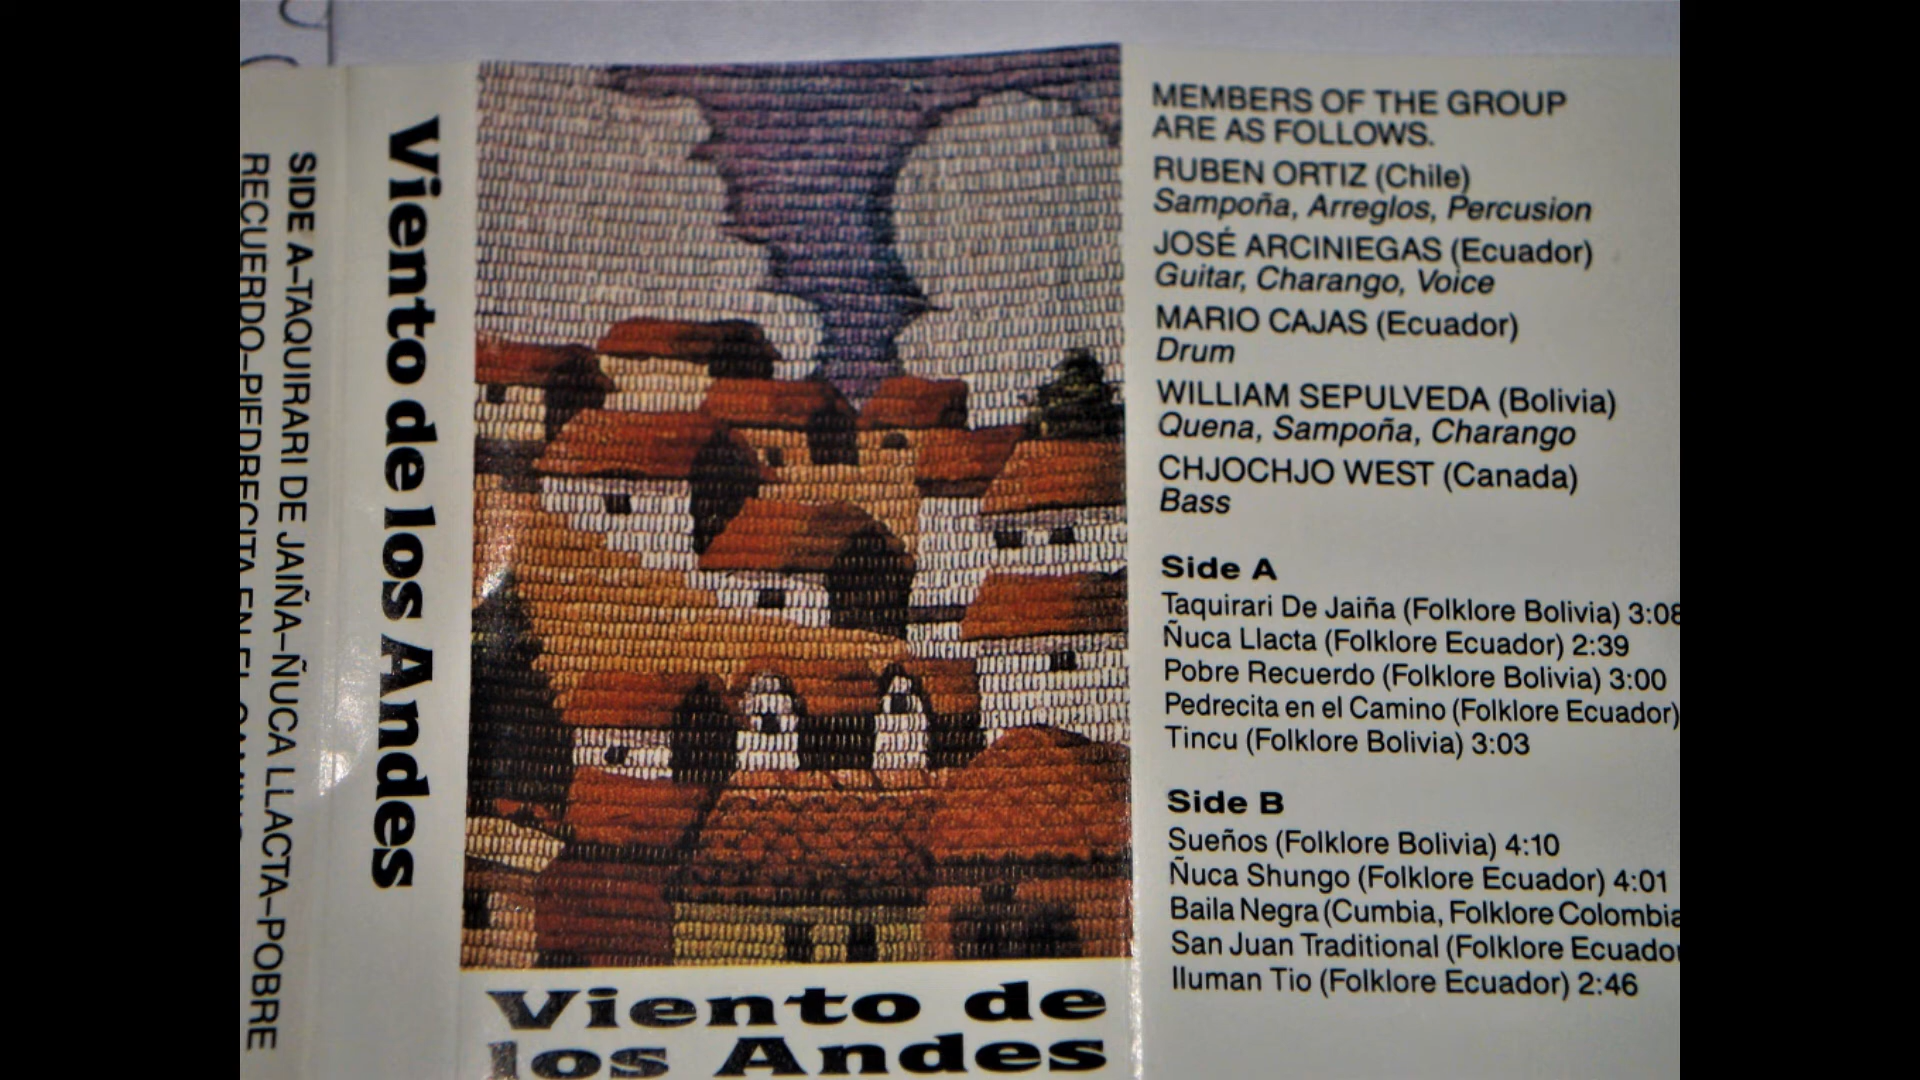 SIDE A–TAQUIRARI DE JAIÑA–ÑUCA LLACTA–POBRE
RECUERDO–PIEDRECITA EN EL
Viento de los Andes
Viento de
los Andes
MEMBERS OF THE GROUP
ARE AS FOLLOWS.
RUBEN ORTIZ (Chile)
Sampoña, Arreglos, Percusion
JOSÉ ARCINIEGAS (Ecuador)
Guitar, Charango, Voice
MARIO CAJAS (Ecuador)
Drum
WILLIAM SEPULVEDA (Bolivia)
Quena, Sampoña, Charango
CHJOCHJO WEST (Canada)
Bass
Side A
Taquirari De Jaiña (Folklore Bolivia) 3:08
Ñuca Llacta (Folklore Ecuador) 2:39
Pobre Recuerdo (Folklore Bolivia) 3:00
Pedrecita en el Camino (Folklore Ecuador)
Tincu (Folklore Bolivia) 3:03
Side B
Sueños (Folklore Bolivia) 4:10
Ñuca Shungo (Folklore Ecuador) 4:01
Baila Negra (Cumbia, Folklore Colombia
San Juan Traditional (Folklore Ecuador
Iluman Tio (Folklore Ecuador) 2:46